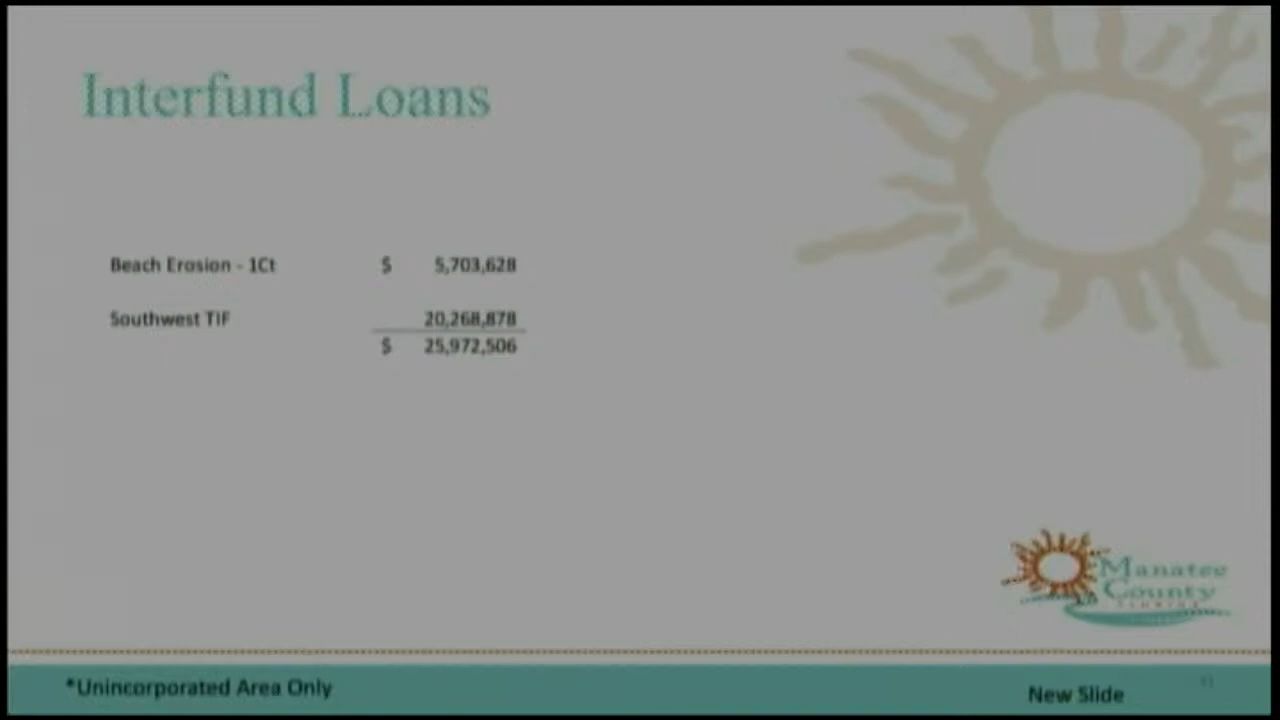 Interfund Loans
Beach Erosion - 1Ct $ 5,703,628
Southwest TIF 20,268,878
$ 25,972,506
Manatee
County
FLORIDA
*Unincorporated Area Only
New Slide